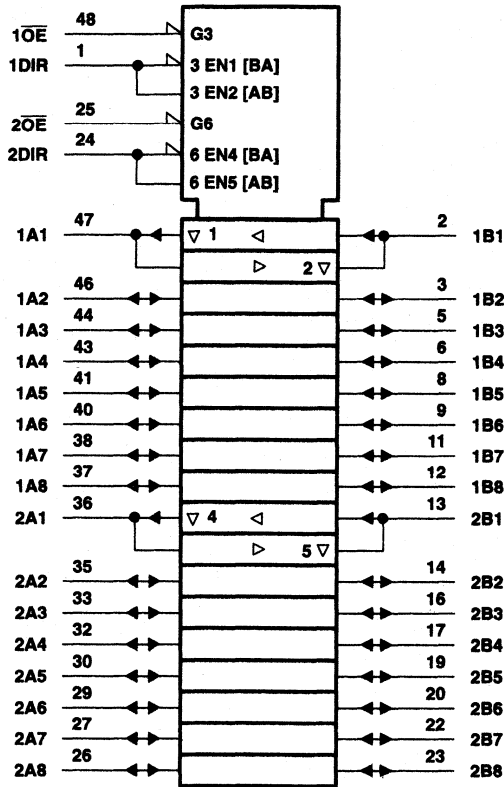 48
1O̅E̅ G3
1
1DIR 3 EN1 [BA]
3 EN2 [AB]
25
2O̅E̅ G6
24
2DIR 6 EN4 [BA]
6 EN5 [AB]
47 2
1A1 ▽ 1 ◁ 1B1
▷ 2 ▽
46 3
1A2 1B2
44 5
1A3 1B3
43 6
1A4 1B4
41 8
1A5 1B5
40 9
1A6 1B6
38 11
1A7 1B7
37 12
1A8 1B8
36 13
2A1 ▽ 4 ◁ 2B1
▷ 5 ▽
35 14
2A2 2B2
33 16
2A3 2B3
32 17
2A4 2B4
30 19
2A5 2B5
29 20
2A6 2B6
27 22
2A7 2B7
26 23
2A8 2B8